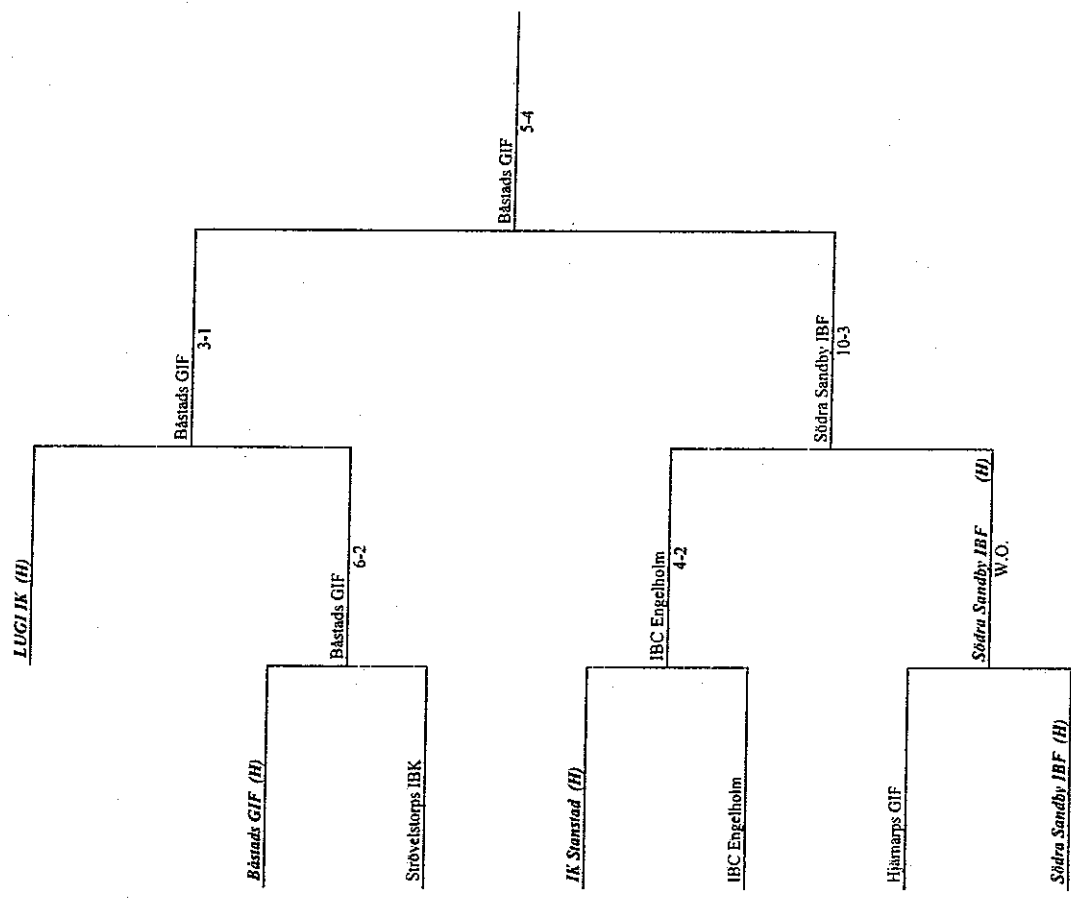 LUGI IK (H)
Båstads GIF (H)
Strövelstorps IBK
IK Stanstad (H)
IBC Engelholm
Hjärnarps GIF
Södra Sandby IBF (H)
Båstads GIF
6-2
IBC Engelholm
4-2
Södra Sandby IBF (H)
W.O.
Båstads GIF
3-1
Södra Sandby IBF
10-3
Båstads GIF
5-4